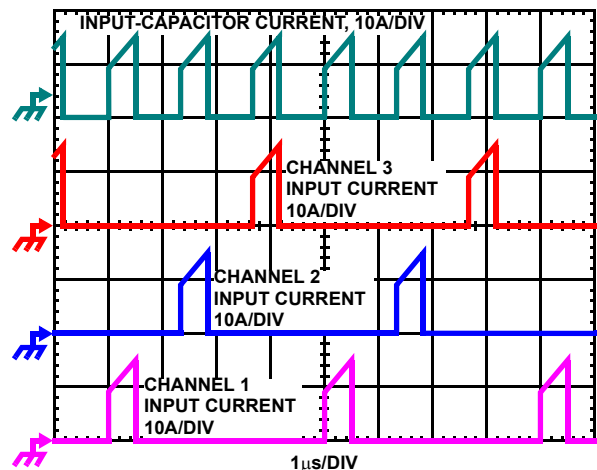 INPUT-CAPACITOR CURRENT, 10A/DIV
CHANNEL 3
INPUT CURRENT
10A/DIV
CHANNEL 2
INPUT CURRENT
10A/DIV
CHANNEL 1
INPUT CURRENT
10A/DIV
1μs/DIV